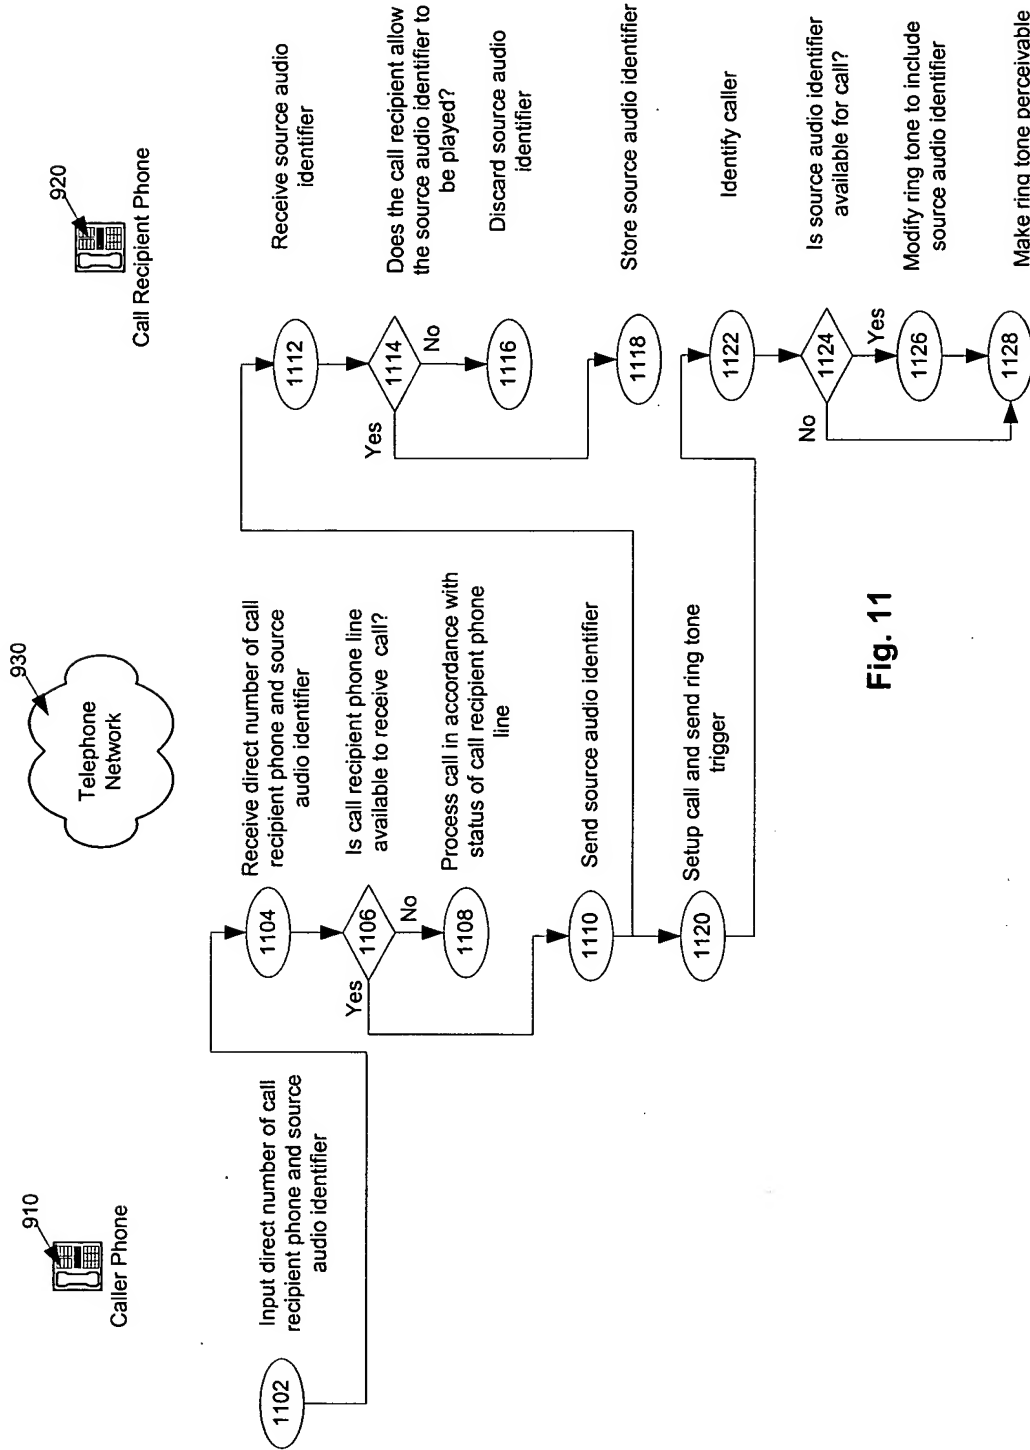 910
Caller Phone
930
Telephone
Network
920
Call Recipient Phone
1102
Input direct number of call
recipient phone and source
audio identifier
1104
Receive direct number of call
recipient phone and source
audio identifier
1106
Is call recipient phone line
available to receive call?
Yes
No
1108
Process call in accordance with
status of call recipient phone
line
1110
Send source audio identifier
1120
Setup call and send ring tone
trigger
1112
Receive source audio
identifier
1114
Does the call recipient allow
the source audio identifier to
be played?
Yes
No
1116
Discard source audio
identifier
1118
Store source audio identifier
1122
Identify caller
1124
Is source audio identifier
available for call?
No
Yes
1126
Modify ring tone to include
source audio identifier
1128
Make ring tone perceivable
Fig. 11